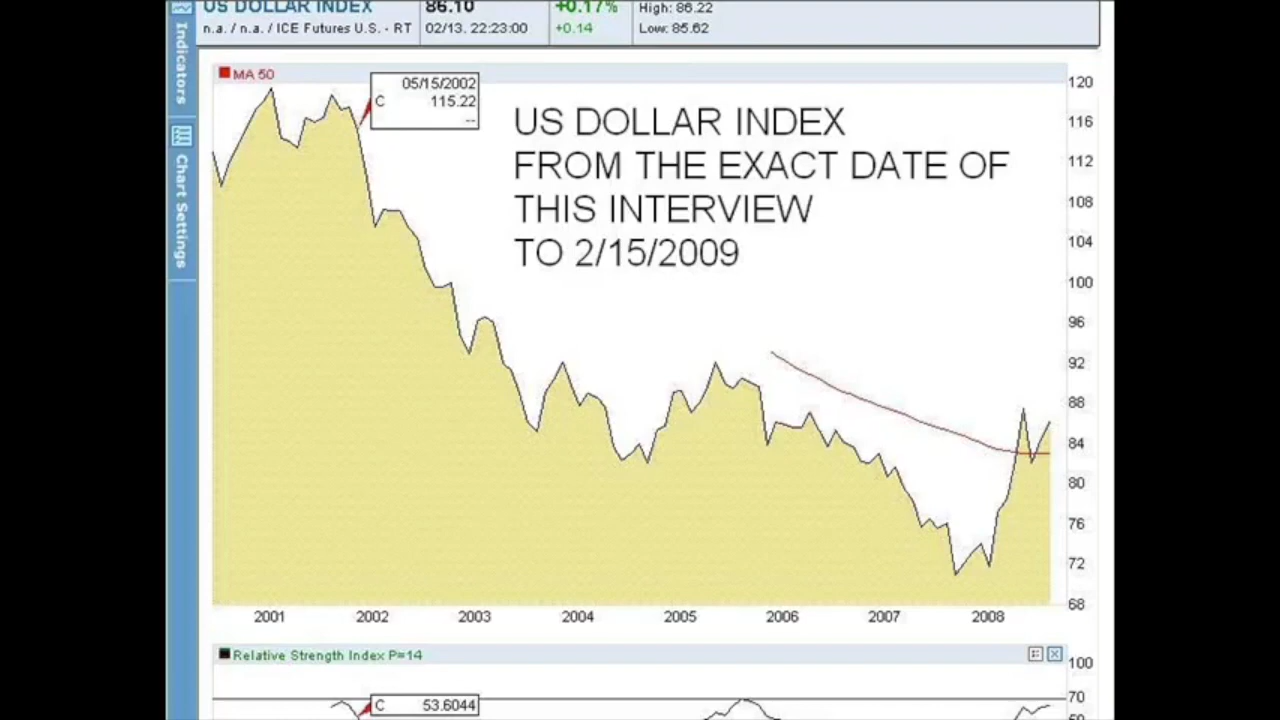 US DOLLAR INDEX 86.10 +0.17% High: 86.22
n.a. / n.a. / ICE Futures U.S. - RT 02/13. 22:23:00 +0.14 Low: 85.62
Indicators
Chart Settings
MA 50
05/15/2002
C 115.22
--
US DOLLAR INDEX
FROM THE EXACT DATE OF
THIS INTERVIEW
TO 2/15/2009
120
116
112
108
104
100
96
92
88
84
80
76
72
68
2001 2002 2003 2004 2005 2006 2007 2008
Relative Strength Index P=14
100
70
C 53.6044